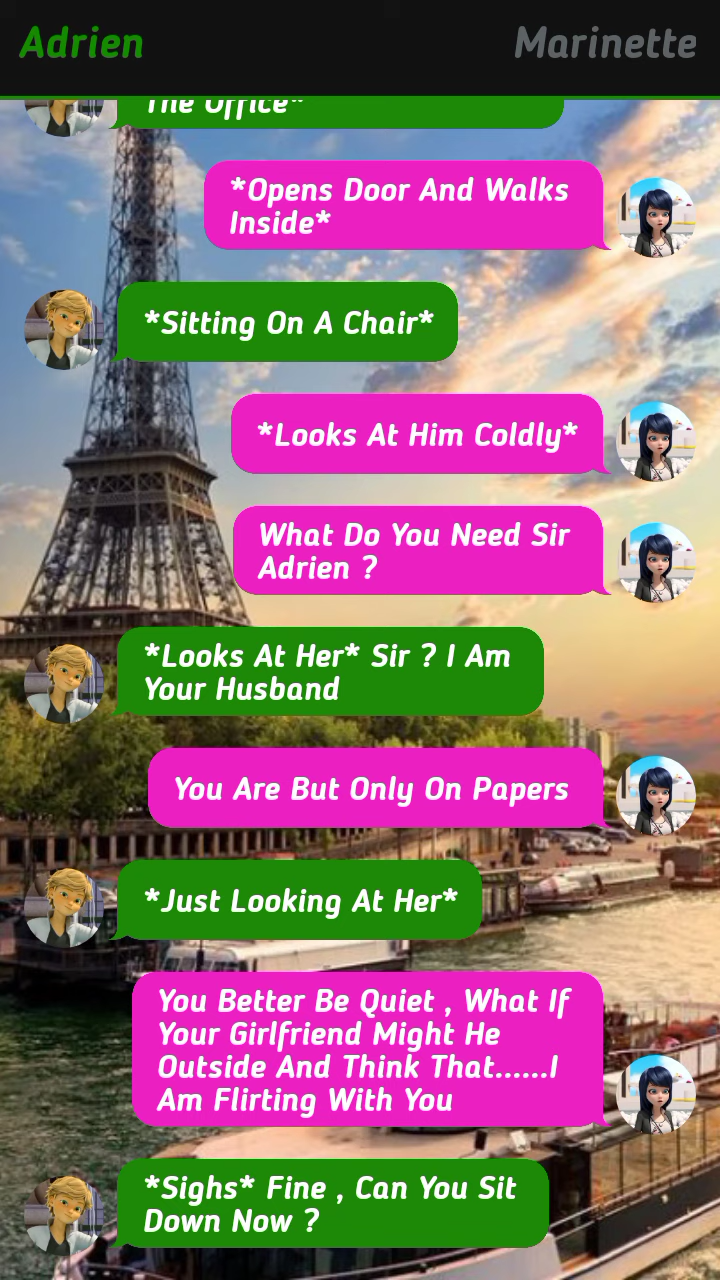 Adrien
Marinette
The Office*
*Opens Door And Walks
Inside*
*Sitting On A Chair*
*Looks At Him Coldly*
What Do You Need Sir
Adrien ?
*Looks At Her* Sir ? I Am
Your Husband
You Are But Only On Papers
*Just Looking At Her*
You Better Be Quiet , What If
Your Girlfriend Might He
Outside And Think That......I
Am Flirting With You
*Sighs* Fine , Can You Sit
Down Now ?